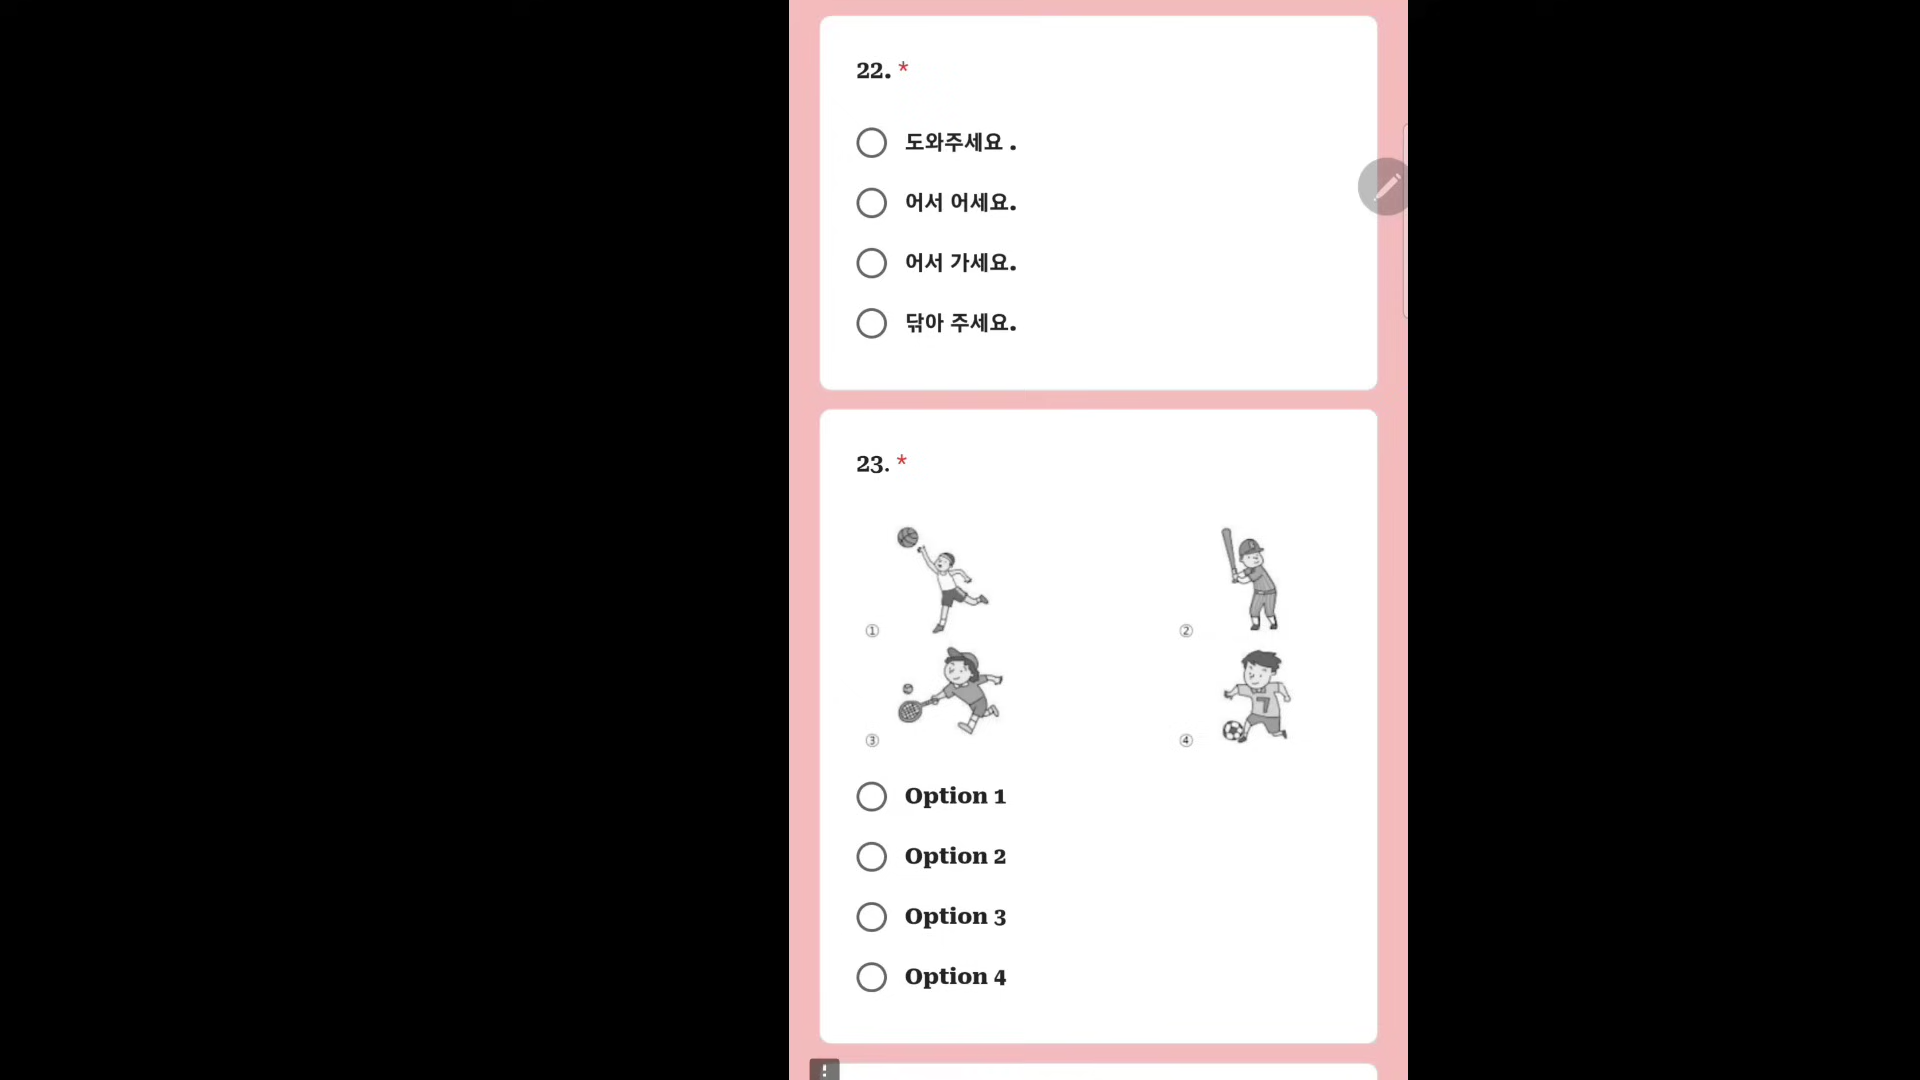 22. *
도와주세요 .
어서 어세요.
어서 가세요.
닦아 주세요.
23. *
① ②
③ 7 ④
Option 1
Option 2
Option 3
Option 4